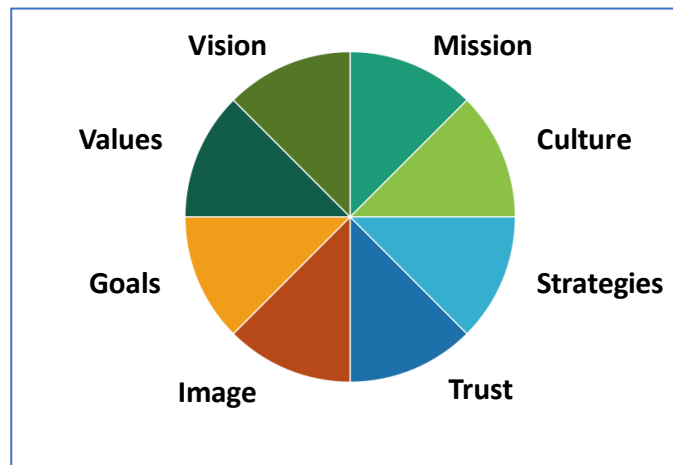 Vision
Mission
Values
Culture
Goals
Strategies
Image
Trust